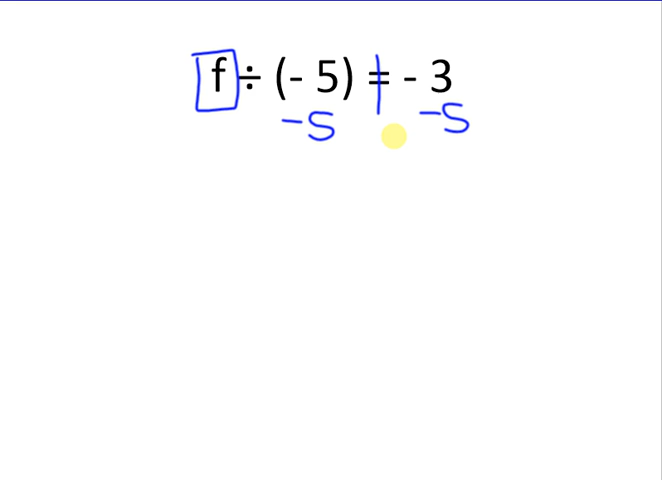 f ÷ (- 5) = - 3
-5 -5